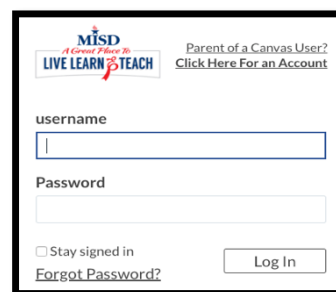 MISD
A Great Place To
LIVE LEARN & TEACH
Parent of a Canvas User?
Click Here For an Account
username
Password
Stay signed in
Log In
Forgot Password?